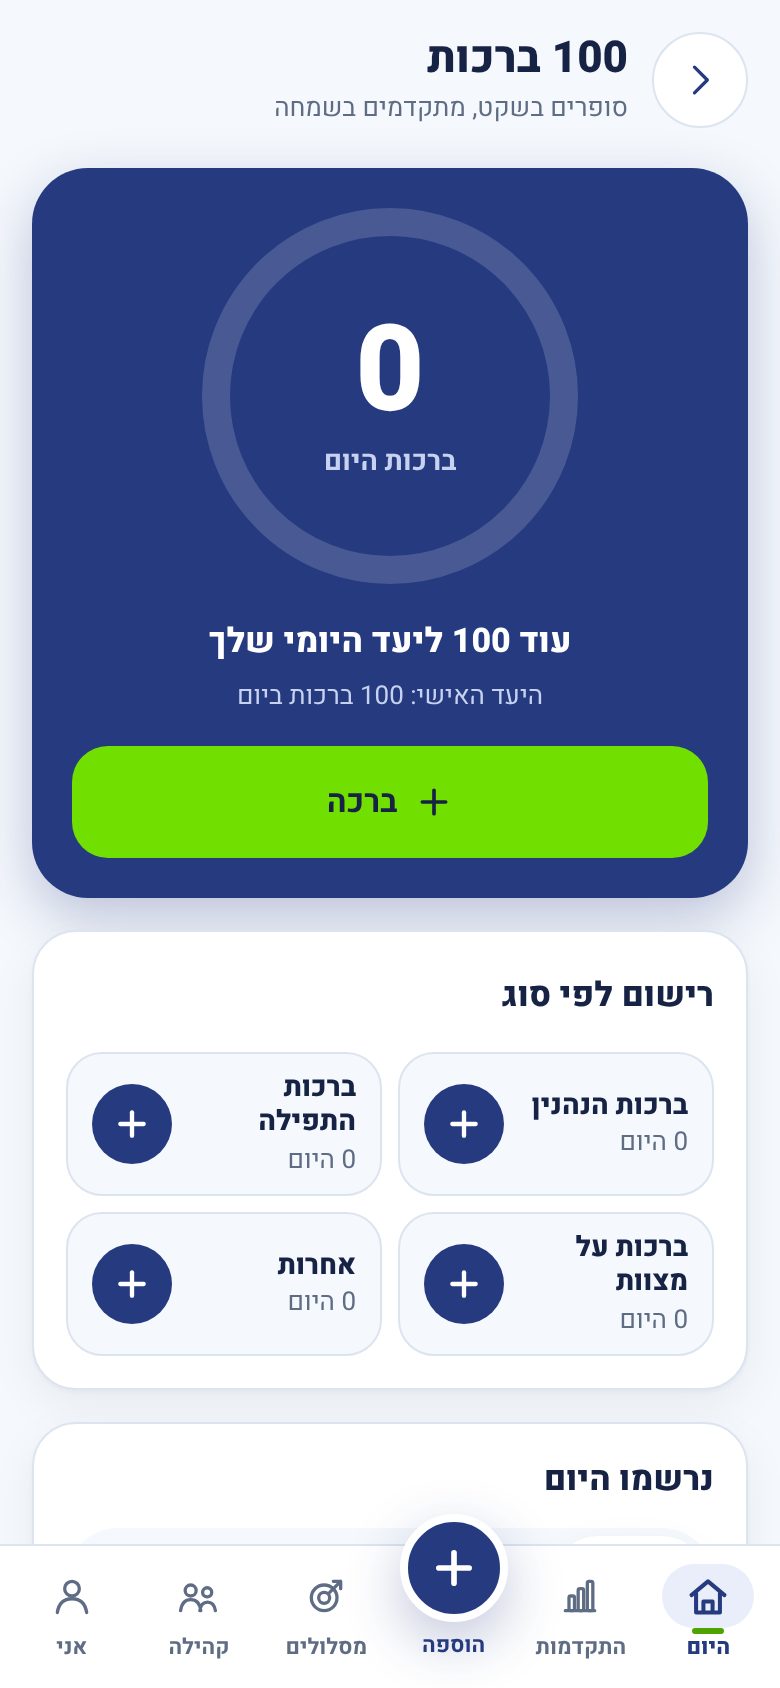 100 ברכות
סופרים בשקט, מתקדמים בשמחה
0
ברכות היום
עוד 100 ליעד היומי שלך
היעד האישי: 100 ברכות ביום
+ ברכה
רישום לפי סוג
ברכות הנהנין
0 היום
ברכות
התפילה
0 היום
ברכות על
מצוות
0 היום
אחרות
0 היום
נרשמו היום
היום
התקדמות
הוספה
מסלולים
קהילה
אני